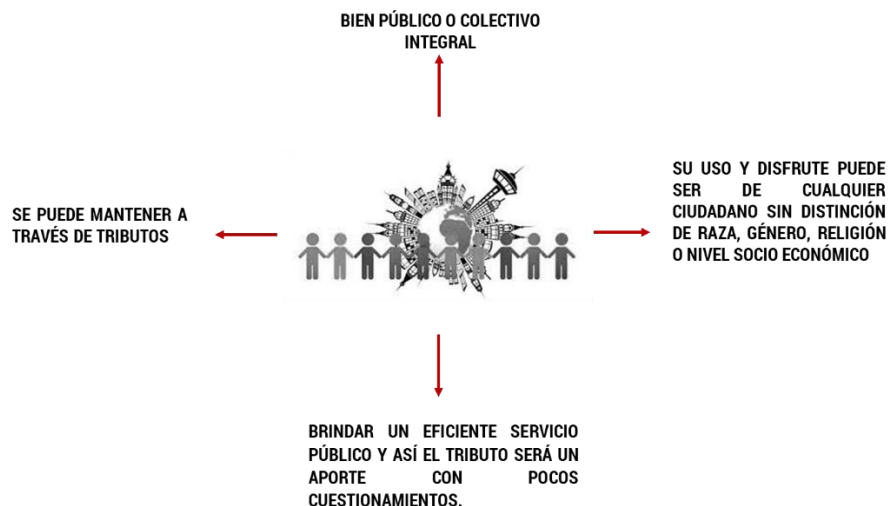 BIEN PÚBLICO O COLECTIVO
INTEGRAL
SE PUEDE MANTENER A
TRAVÉS DE TRIBUTOS
SU USO Y DISFRUTE PUEDE
SER DE CUALQUIER
CIUDADANO SIN DISTINCIÓN
DE RAZA, GÉNERO, RELIGIÓN
O NIVEL SOCIO ECONÓMICO
BRINDAR UN EFICIENTE SERVICIO
PÚBLICO Y ASÍ EL TRIBUTO SERÁ UN
APORTE CON POCOS
CUESTIONAMIENTOS.